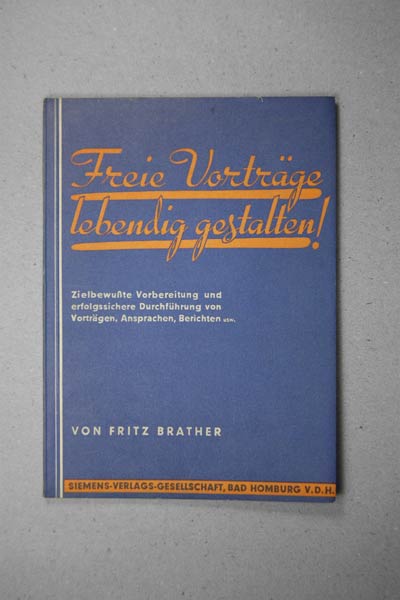 Freie Vorträge
lebendig gestalten!
Zielbewußte Vorbereitung und
erfolgssichere Durchführung von
Vorträgen, Ansprachen, Berichten usw.
VON FRITZ BRATHER
SIEMENS-VERLAGS-GESELLSCHAFT, BAD HOMBURG V.D.H.